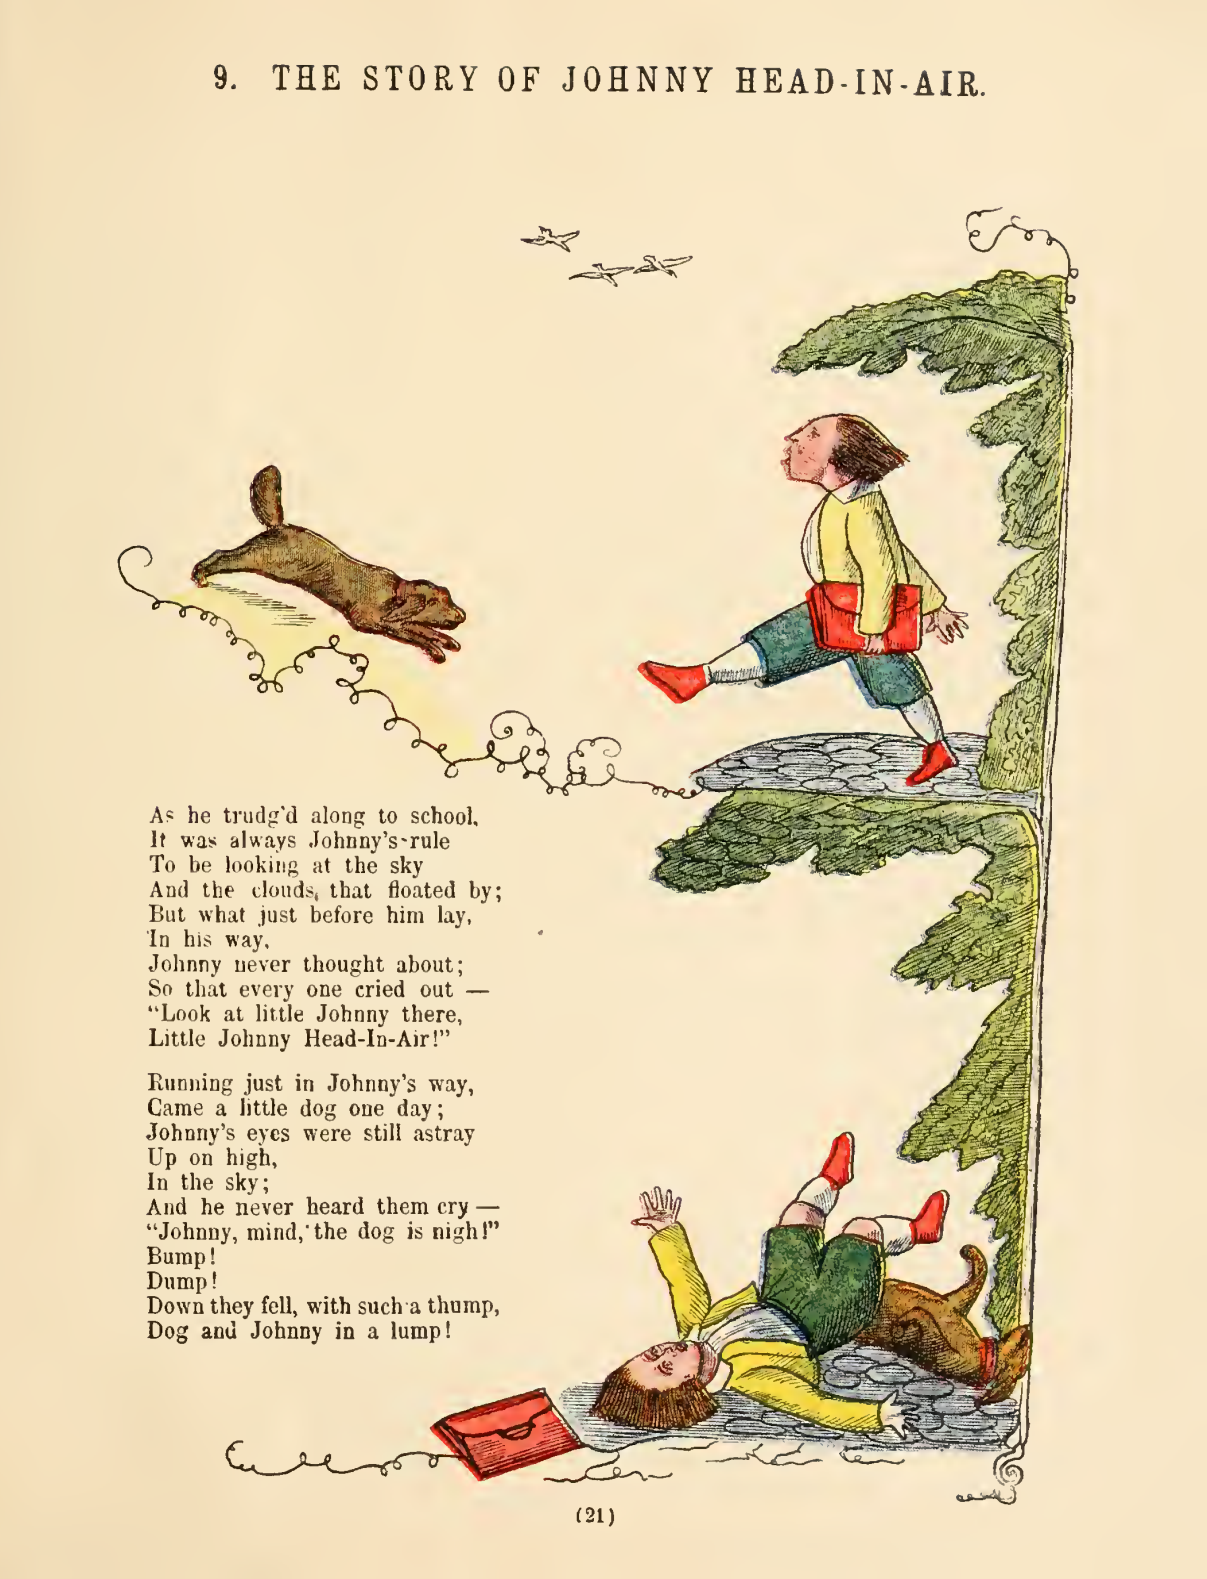 9. THE STORY OF JOHNNY HEAD-IN-AIR.
As he trudg'd along to school,
It was always Johnny's-rule
To be looking at the sky
And the clouds, that floated by;
But what just before him lay,
In his way,
Johnny never thought about;
So that every one cried out —
"Look at little Johnny there,
Little Johnny Head-In-Air!"
Running just in Johnny's way,
Came a little dog one day;
Johnny's eyes were still astray
Up on high,
In the sky;
And he never heard them cry —
"Johnny, mind, the dog is nigh!"
Bump!
Dump!
Down they fell, with such a thump,
Dog and Johnny in a lump!
(21)